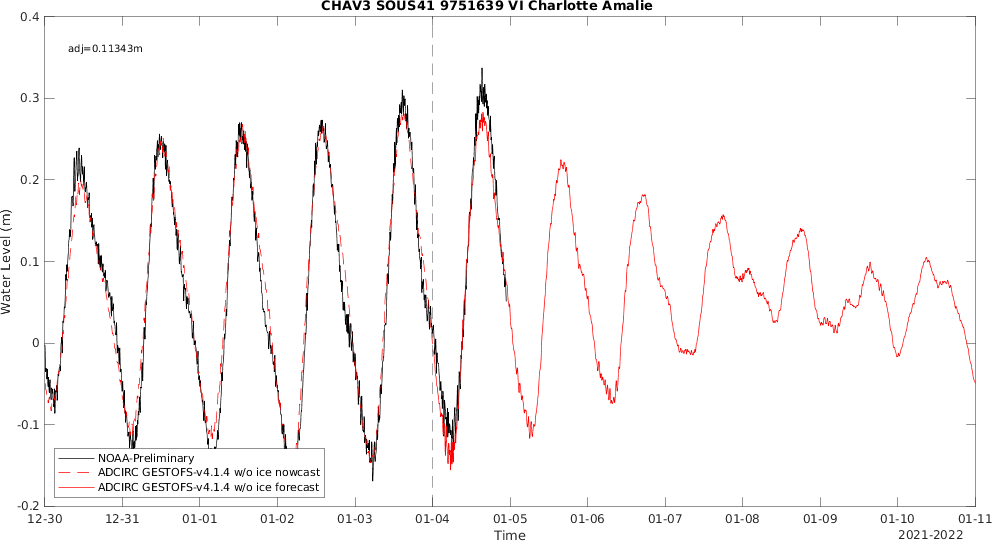 CHAV3 SOUS41 9751639 VI Charlotte Amalie
adj=0.11343m
0.4
0.3
0.2
0.1
0
-0.1
-0.2
Water Level (m)
NOAA-Preliminary
ADCIRC GESTOFS-v4.1.4 w/o ice nowcast
ADCIRC GESTOFS-v4.1.4 w/o ice forecast
12-30 12-31 01-01 01-02 01-03 01-04 01-05 01-06 01-07 01-08 01-09 01-10 01-11
Time
2021-2022